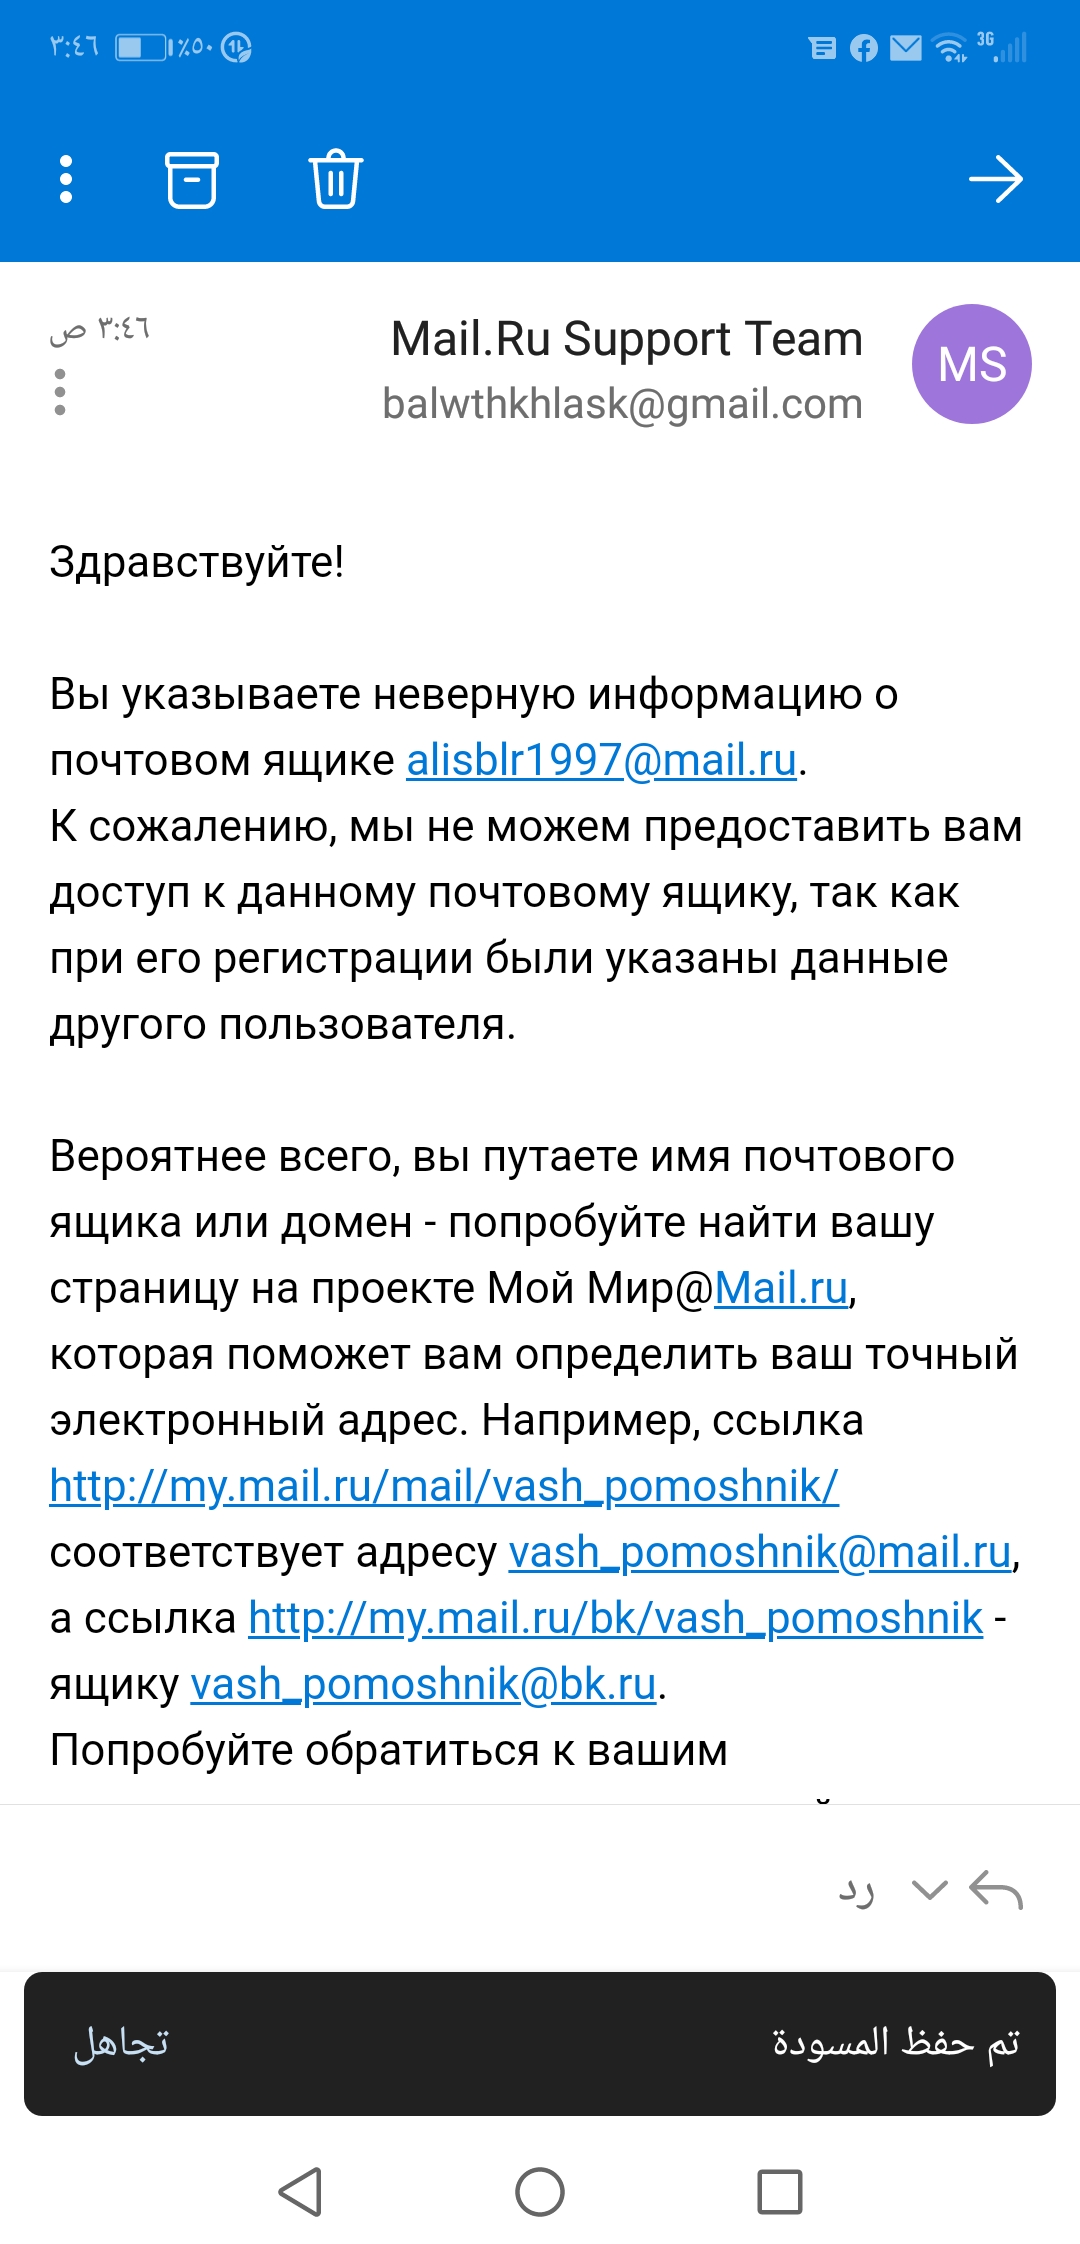 ٣:٤٦ ٪٥٠ 3G
٣:٤٦ ص
Mail.Ru Support Team
balwthkhlask@gmail.com
MS
Здравствуйте!
Вы указываете неверную информацию о
почтовом ящике alisblr1997@mail.ru.
К сожалению, мы не можем предоставить вам
доступ к данному почтовому ящику, так как
при его регистрации были указаны данные
другого пользователя.
Вероятнее всего, вы путаете имя почтового
ящика или домен - попробуйте найти вашу
страницу на проекте Мой Мир@Mail.ru,
которая поможет вам определить ваш точный
электронный адрес. Например, ссылка
http://my.mail.ru/mail/vash_pomoshnik/
соответствует адресу vash_pomoshnik@mail.ru,
а ссылка http://my.mail.ru/bk/vash_pomoshnik -
ящику vash_pomoshnik@bk.ru.
Попробуйте обратиться к вашим
رد
تم حفظ المسودة
تجاهل